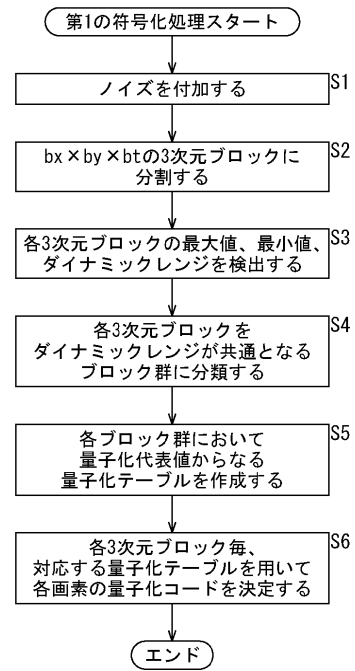 第1の符号化処理スタート
ノイズを付加する
S1
bx×by×btの3次元ブロックに
分割する
S2
各3次元ブロックの最大値、最小値、
ダイナミックレンジを検出する
S3
各3次元ブロックを
ダイナミックレンジが共通となる
ブロック群に分類する
S4
各ブロック群において
量子化代表値からなる
量子化テーブルを作成する
S5
各3次元ブロック毎、
対応する量子化テーブルを用いて
各画素の量子化コードを決定する
S6
エンド